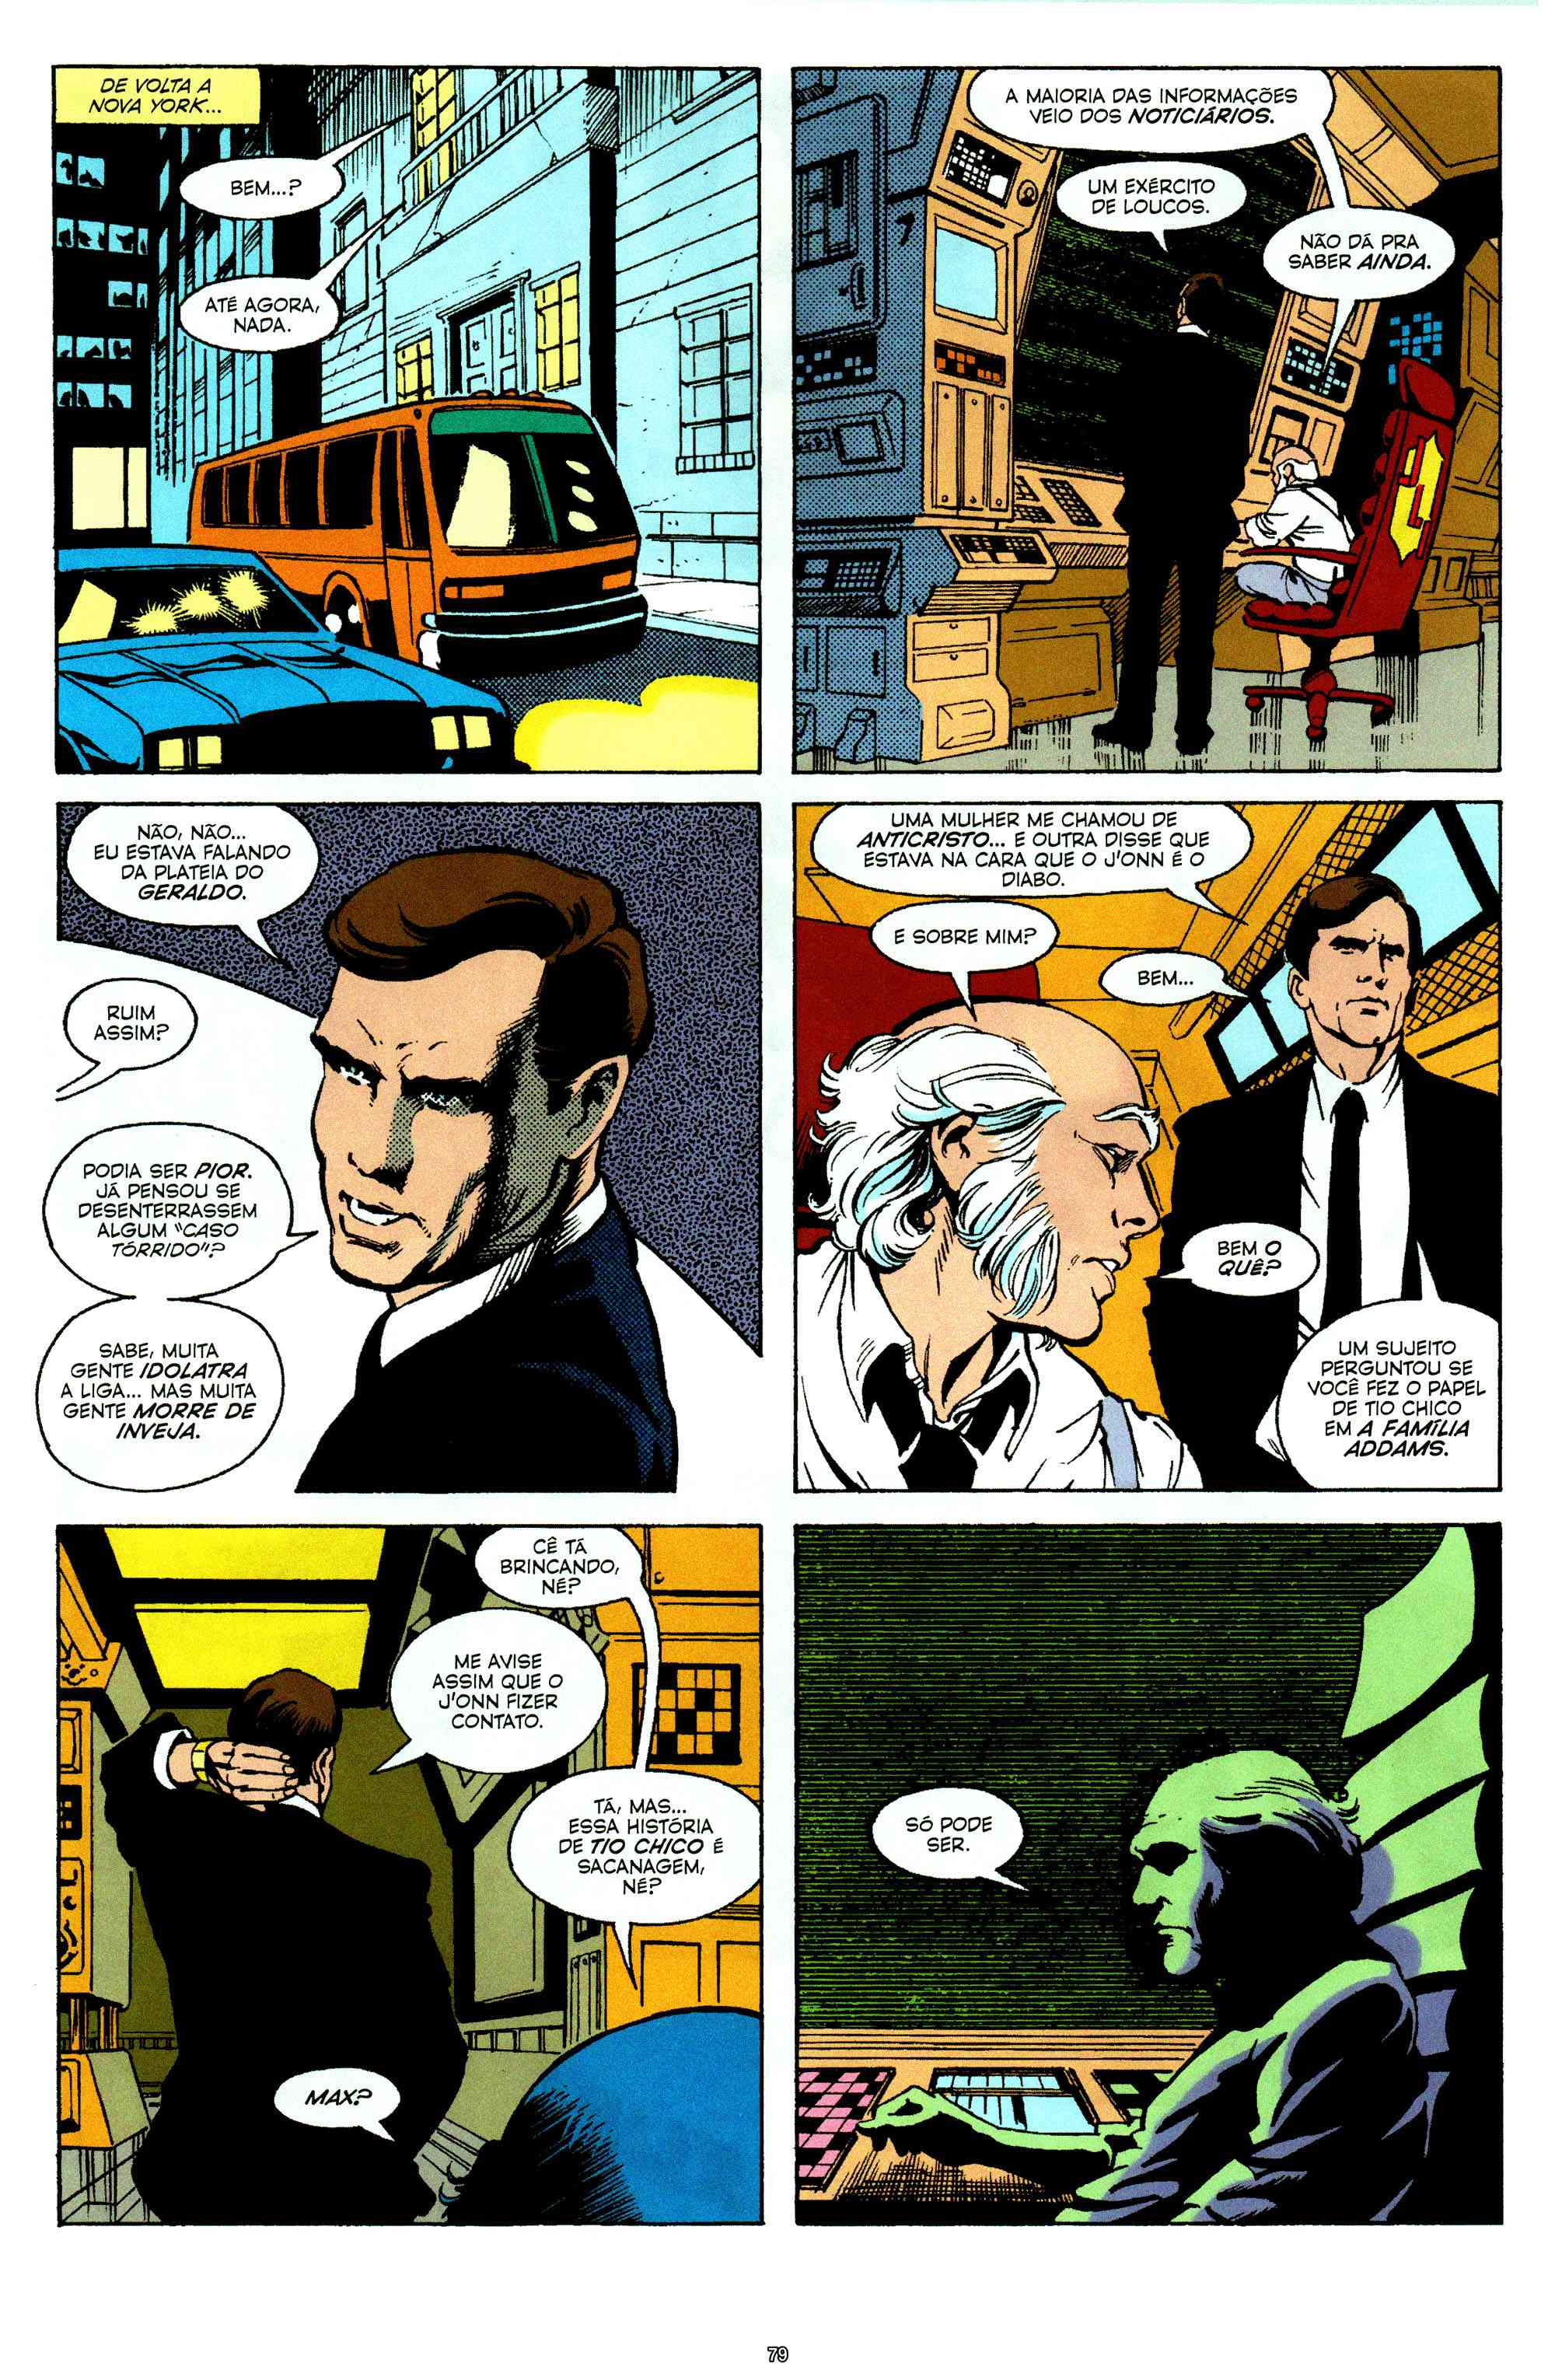 DE VOLTA A
NOVA YORK...
BEM...?
ATÉ AGORA,
NADA.
A MAIORIA DAS INFORMAÇÕES
VEIO DOS NOTICIÁRIOS.
UM EXÉRCITO
DE LOUCOS.
NÃO DÁ PRA
SABER AINDA.
NÃO, NÃO...
EU ESTAVA FALANDO
DA PLATEIA DO
GERALDO.
RUIM
ASSIM?
PODIA SER PIOR.
JÁ PENSOU SE
DESENTERRASSEM
ALGUM "CASO
TÓRRIDO"?
SABE, MUITA
GENTE IDOLATRA
A LIGA... MAS MUITA
GENTE MORRE DE
INVEJA.
UMA MULHER ME CHAMOU DE
ANTICRISTO... E OUTRA DISSE QUE
ESTAVA NA CARA QUE O J'ONN É O
DIABO.
E SOBRE MIM?
BEM...
BEM O
QUÊ?
UM SUJEITO
PERGUNTOU SE
VOCÊ FEZ O PAPEL
DE TIO CHICO
EM A FAMÍLIA
ADDAMS.
CÊ TÁ
BRINCANDO,
NÉ?
ME AVISE
ASSIM QUE O
J'ONN FIZER
CONTATO.
TÁ, MAS...
ESSA HISTÓRIA
DE TIO CHICO É
SACANAGEM,
NÉ?
MAX?
SÓ PODE
SER.
79